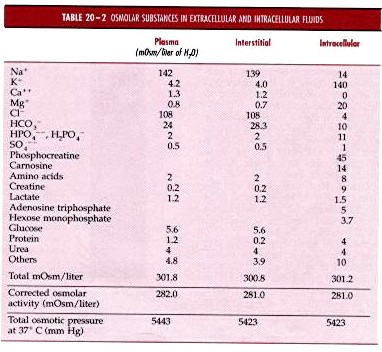 TABLE 20-2 OSMOLAR SUBSTANCES IN EXTRACELLULAR AND INTRACELLULAR FLUIDS
Plasma Interstitial Intracellular
(mOsm/liter of H₂O)
Na⁺ 142 139 14
K⁺ 4.2 4.0 140
Ca⁺⁺ 1.3 1.2 0
Mg⁺ 0.8 0.7 20
Cl⁻ 108 108 4
HCO₃⁻ 24 28.3 10
HPO₄⁻⁻, H₂PO₄⁻ 2 2 11
SO₄⁻⁻ 0.5 0.5 1
Phosphocreatine 45
Carnosine 14
Amino acids 2 2 8
Creatine 0.2 0.2 9
Lactate 1.2 1.2 1.5
Adenosine triphosphate 5
Hexose monophosphate 3.7
Glucose 5.6 5.6
Protein 1.2 0.2 4
Urea 4 4 4
Others 4.8 3.9 10
Total mOsm/liter 301.8 300.8 301.2
Corrected osmolar 282.0 281.0 281.0
activity (mOsm/liter)
Total osmotic pressure 5443 5423 5423
at 37° C (mm Hg)